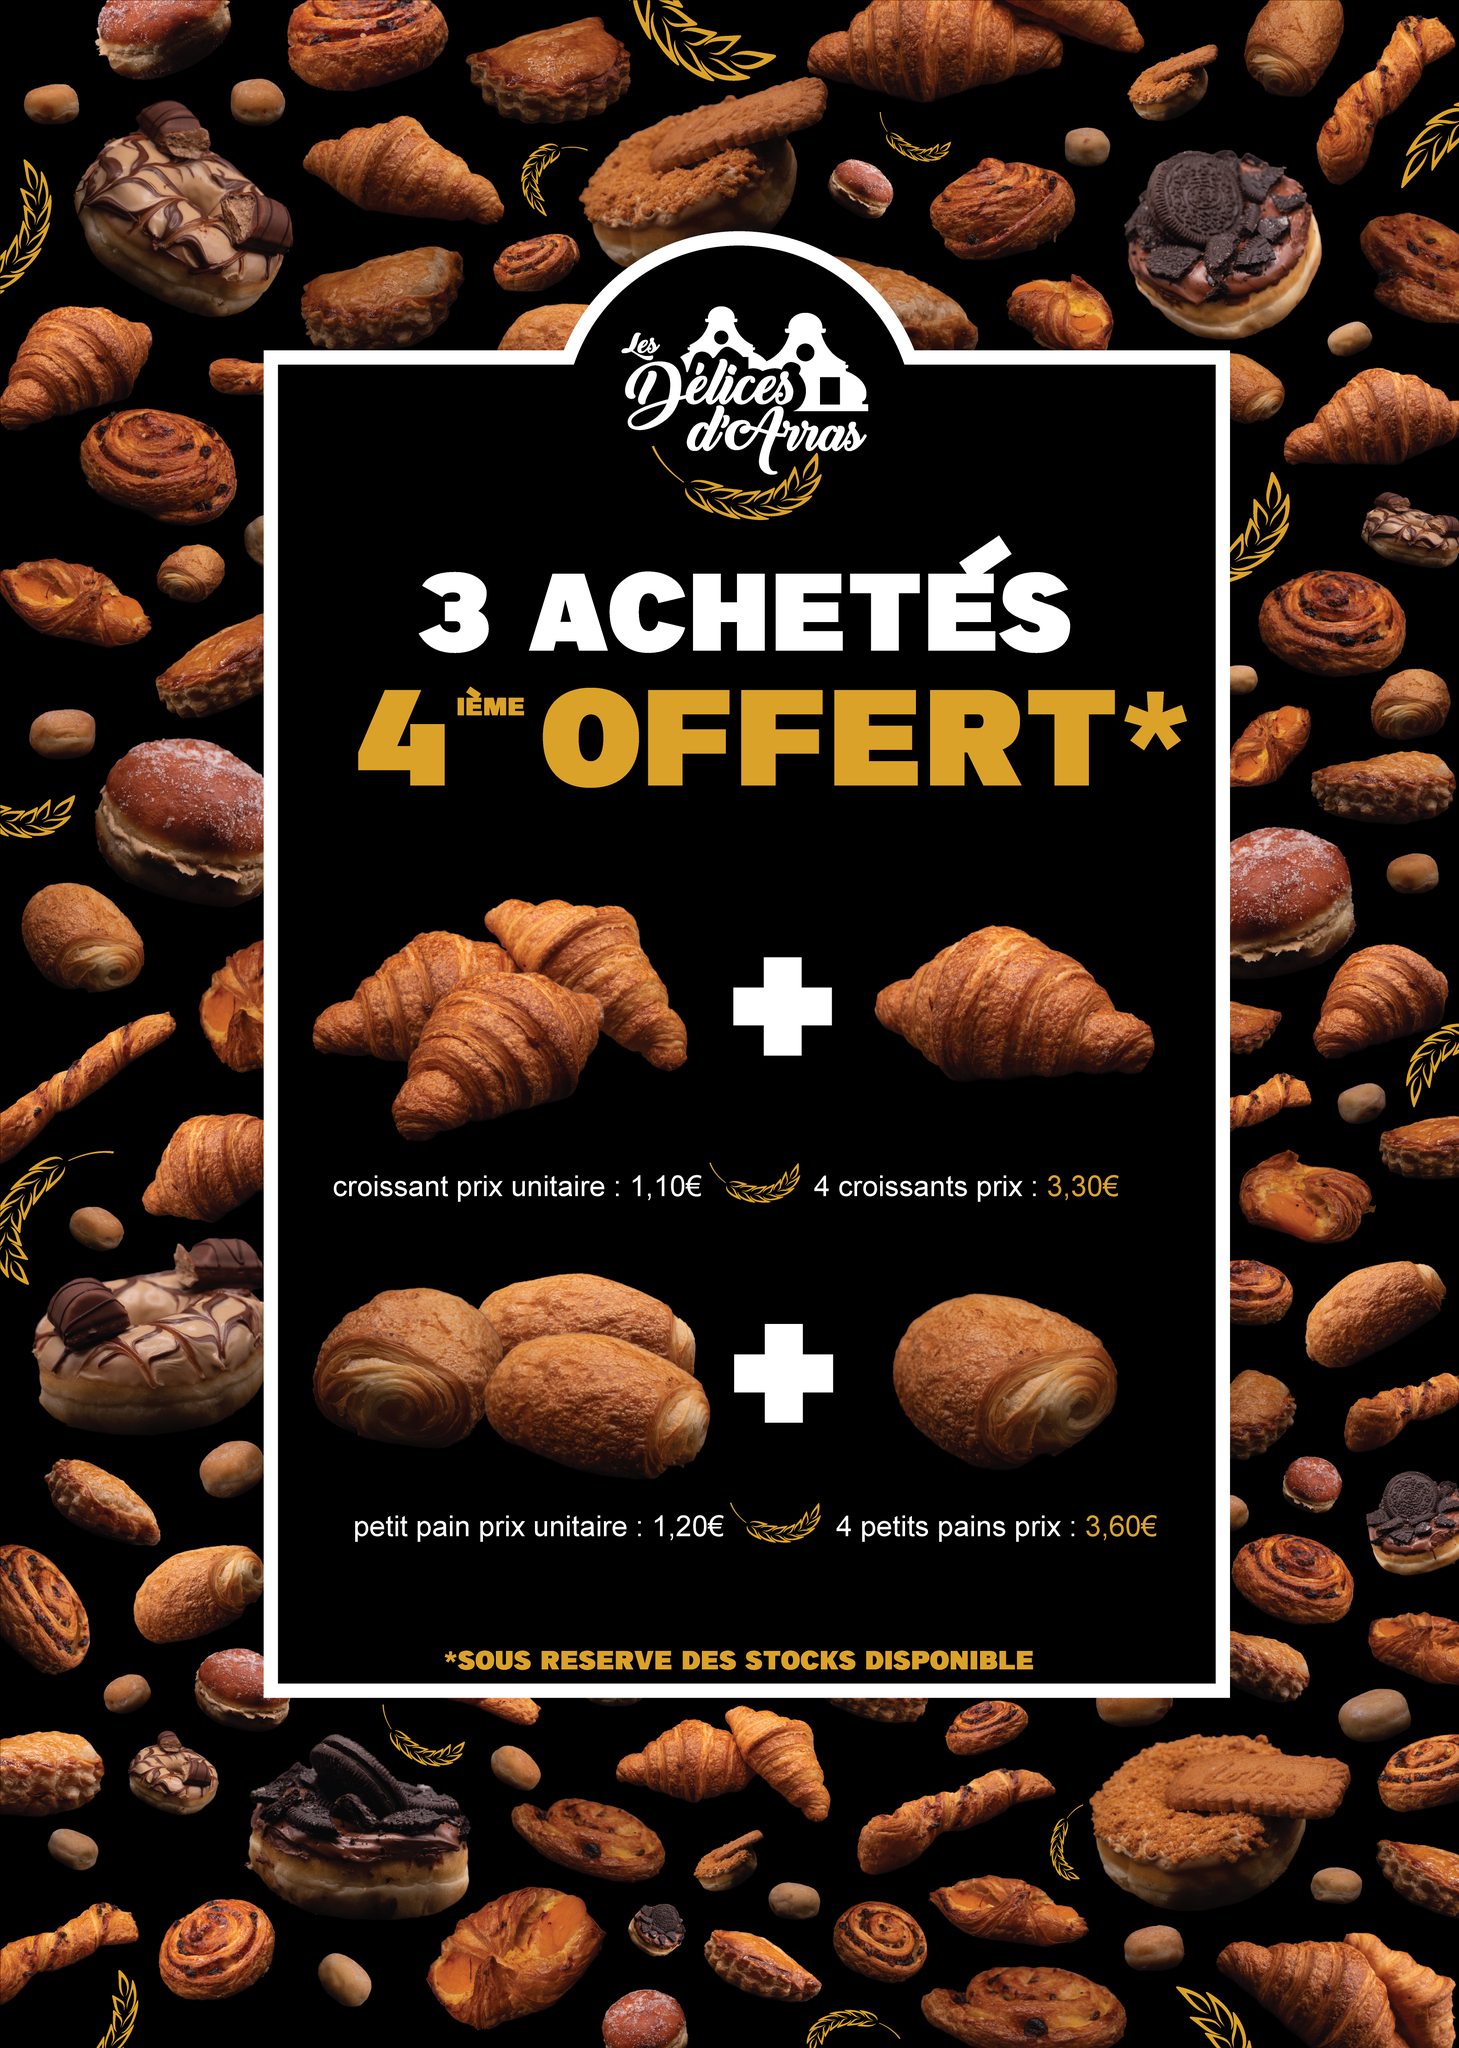 Les
Délices
d'Arras
3 ACHETÉS
4IÈME OFFERT*
croissant prix unitaire : 1,10€ 4 croissants prix : 3,30€
petit pain prix unitaire : 1,20€ 4 petits pains prix : 3,60€
*SOUS RESERVE DES STOCKS DISPONIBLE